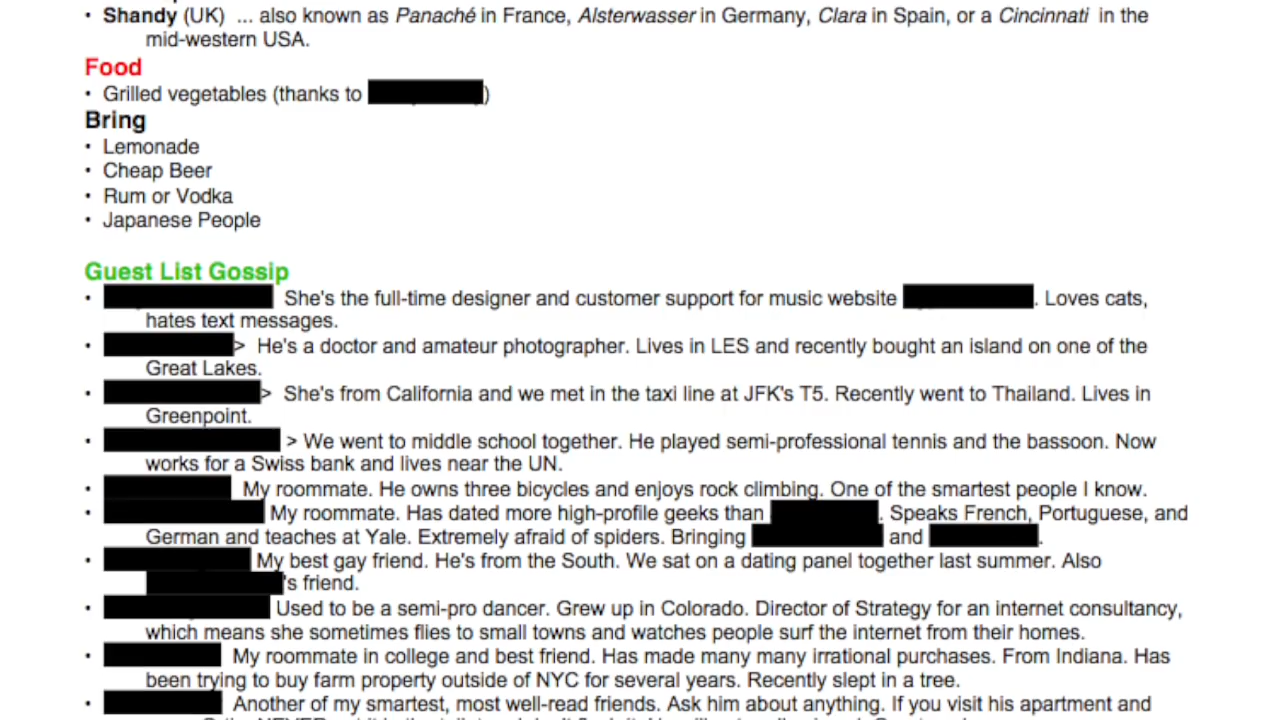 • Shandy (UK) ... also known as Panaché in France, Alsterwasser in Germany, Clara in Spain, or a Cincinnati in the
mid-western USA.
Food
• Grilled vegetables (thanks to )
Bring
• Lemonade
• Cheap Beer
• Rum or Vodka
• Japanese People
Guest List Gossip
• She's the full-time designer and customer support for music website . Loves cats,
hates text messages.
• > He's a doctor and amateur photographer. Lives in LES and recently bought an island on one of the
Great Lakes.
• > She's from California and we met in the taxi line at JFK's T5. Recently went to Thailand. Lives in
Greenpoint.
• > We went to middle school together. He played semi-professional tennis and the bassoon. Now
works for a Swiss bank and lives near the UN.
• My roommate. He owns three bicycles and enjoys rock climbing. One of the smartest people I know.
• My roommate. Has dated more high-profile geeks than . Speaks French, Portuguese, and
German and teaches at Yale. Extremely afraid of spiders. Bringing and .
• My best gay friend. He's from the South. We sat on a dating panel together last summer. Also
's friend.
• Used to be a semi-pro dancer. Grew up in Colorado. Director of Strategy for an internet consultancy,
which means she sometimes flies to small towns and watches people surf the internet from their homes.
• My roommate in college and best friend. Has made many many irrational purchases. From Indiana. Has
been trying to buy farm property outside of NYC for several years. Recently slept in a tree.
• Another of my smartest, most well-read friends. Ask him about anything. If you visit his apartment and